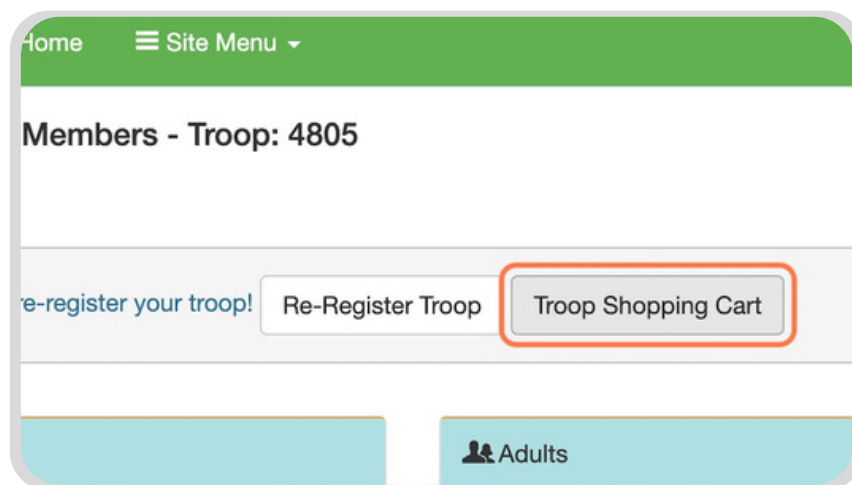 Home Site Menu
Members - Troop: 4805
re-register your troop! Re-Register Troop Troop Shopping Cart
Adults